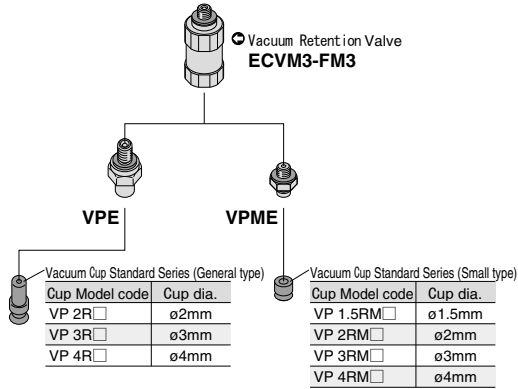 Vacuum Retention Valve
ECVM3-FM3
VPE
VPME
Vacuum Cup Standard Series (General type)
Cup Model code Cup dia.
VP 2R□ ø2mm
VP 3R□ ø3mm
VP 4R□ ø4mm
Vacuum Cup Standard Series (Small type)
Cup Model code Cup dia.
VP 1.5RM□ ø1.5mm
VP 2RM□ ø2mm
VP 3RM□ ø3mm
VP 4RM□ ø4mm